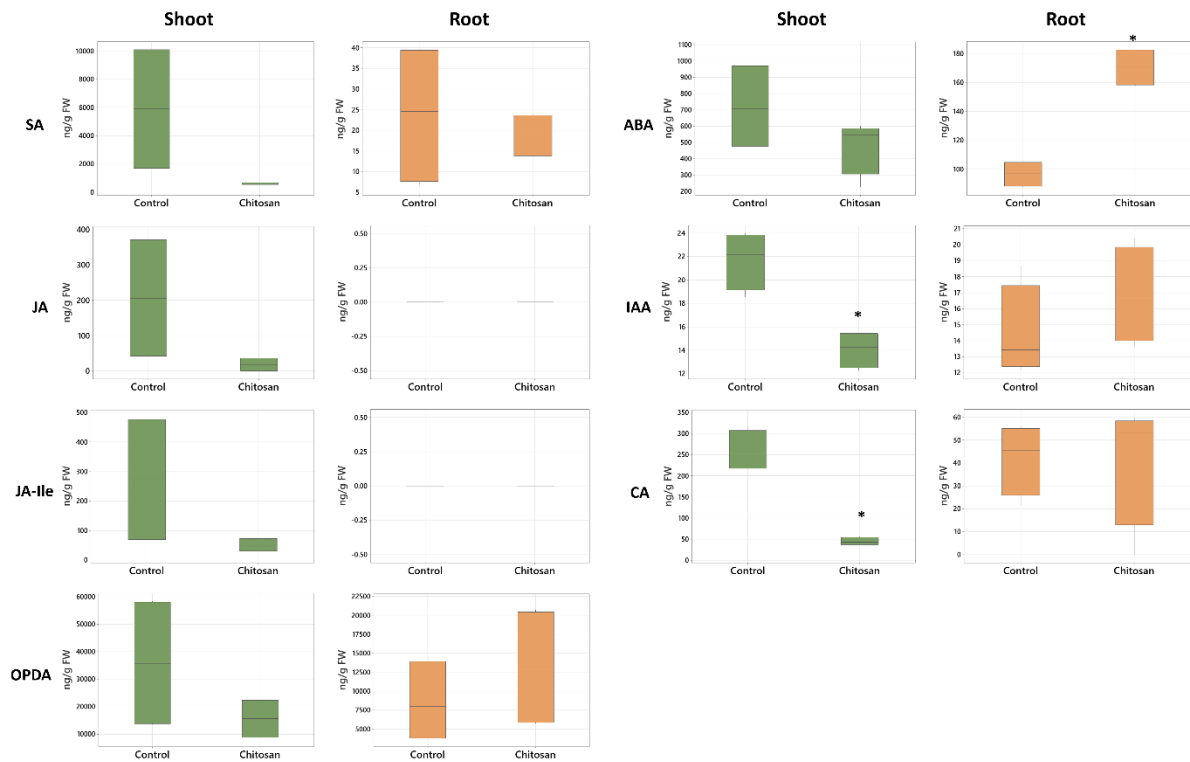 Shoot
Root
Shoot
Root
SA
ng/g FW
10000
8000
6000
4000
2000
0
Control
Chitosan
ng/g FW
40
35
30
25
20
15
10
5
Control
Chitosan
ABA
ng/g FW
1100
1000
900
800
700
600
500
400
300
200
Control
Chitosan
ng/g FW
180
160
140
120
100
*
Control
Chitosan
JA
ng/g FW
400
300
200
100
0
Control
Chitosan
ng/g FW
0.50
0.25
0.00
-0.25
-0.50
Control
Chitosan
IAA
ng/g FW
24
22
20
18
16
14
12
*
Control
Chitosan
ng/g FW
21
20
19
18
17
16
15
14
13
12
Control
Chitosan
JA-Ile
ng/g FW
500
400
300
200
100
0
Control
Chitosan
ng/g FW
0.50
0.25
0.00
-0.25
-0.50
Control
Chitosan
CA
ng/g FW
350
300
250
200
150
100
50
0
*
Control
Chitosan
ng/g FW
60
50
40
30
20
10
0
Control
Chitosan
OPDA
ng/g FW
60000
50000
40000
30000
20000
10000
Control
Chitosan
ng/g FW
22500
20000
17500
15000
12500
10000
7500
5000
Control
Chitosan